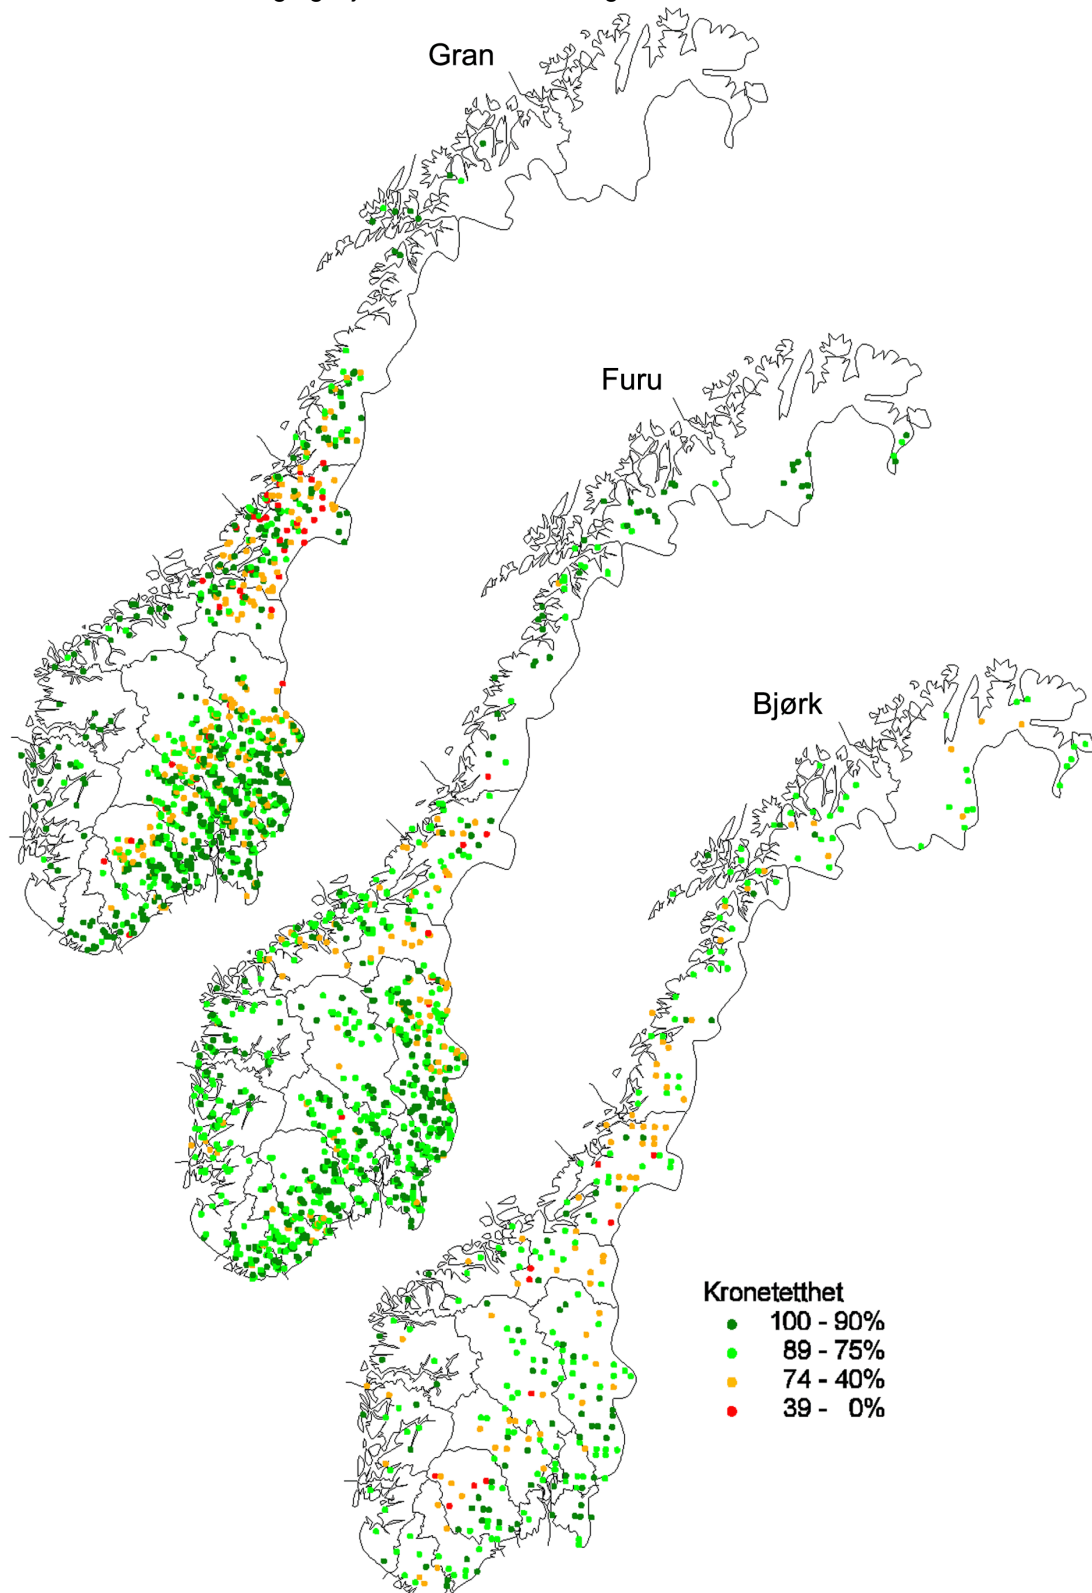 Gran
Furu
Bjørk
Kronetetthet
100 - 90%
89 - 75%
74 - 40%
39 - 0%